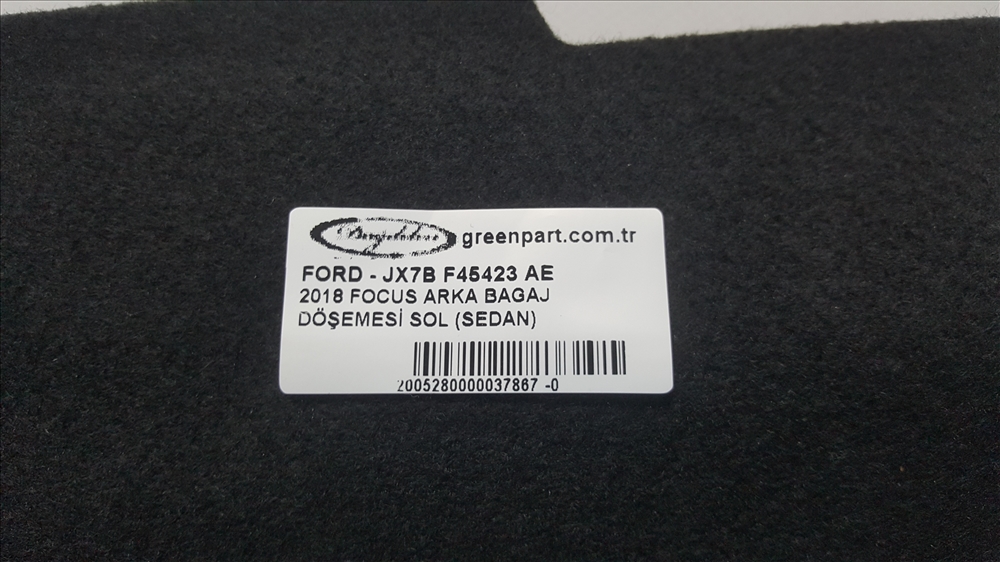 greenpart.com.tr
FORD - JX7B F45423 AE
2018 FOCUS ARKA BAGAJ
DÖŞEMESİ SOL (SEDAN)
2005280000037867 -0